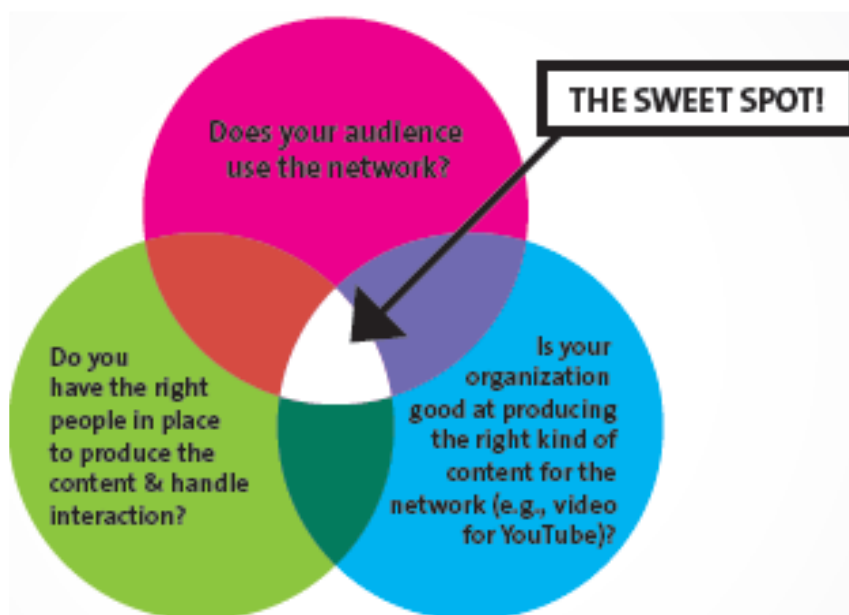 THE SWEET SPOT!
Does your audience
use the network?
Do you
have the right
people in place
to produce the
content & handle
interaction?
Is your
organization
good at producing
the right kind of
content for the
network (e.g., video
for YouTube)?